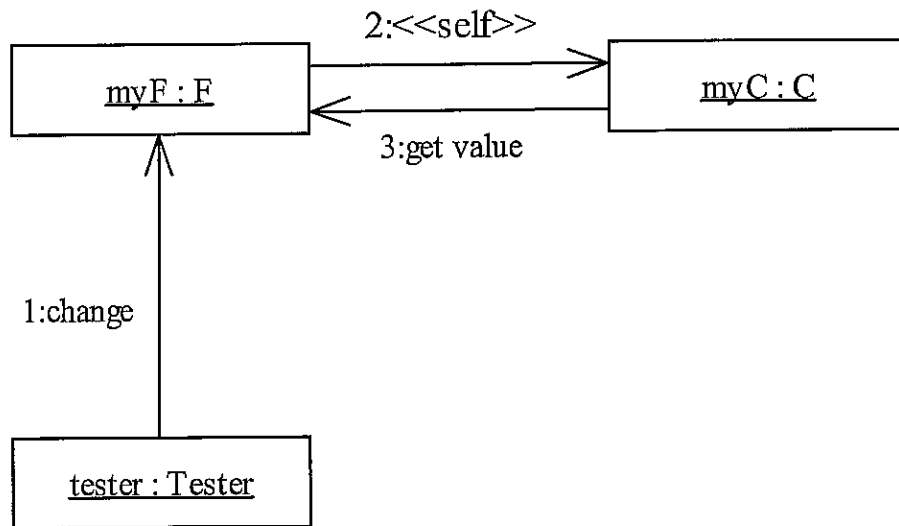 2:<<self>>
myF : F
myC : C
3:get value
1:change
tester : Tester